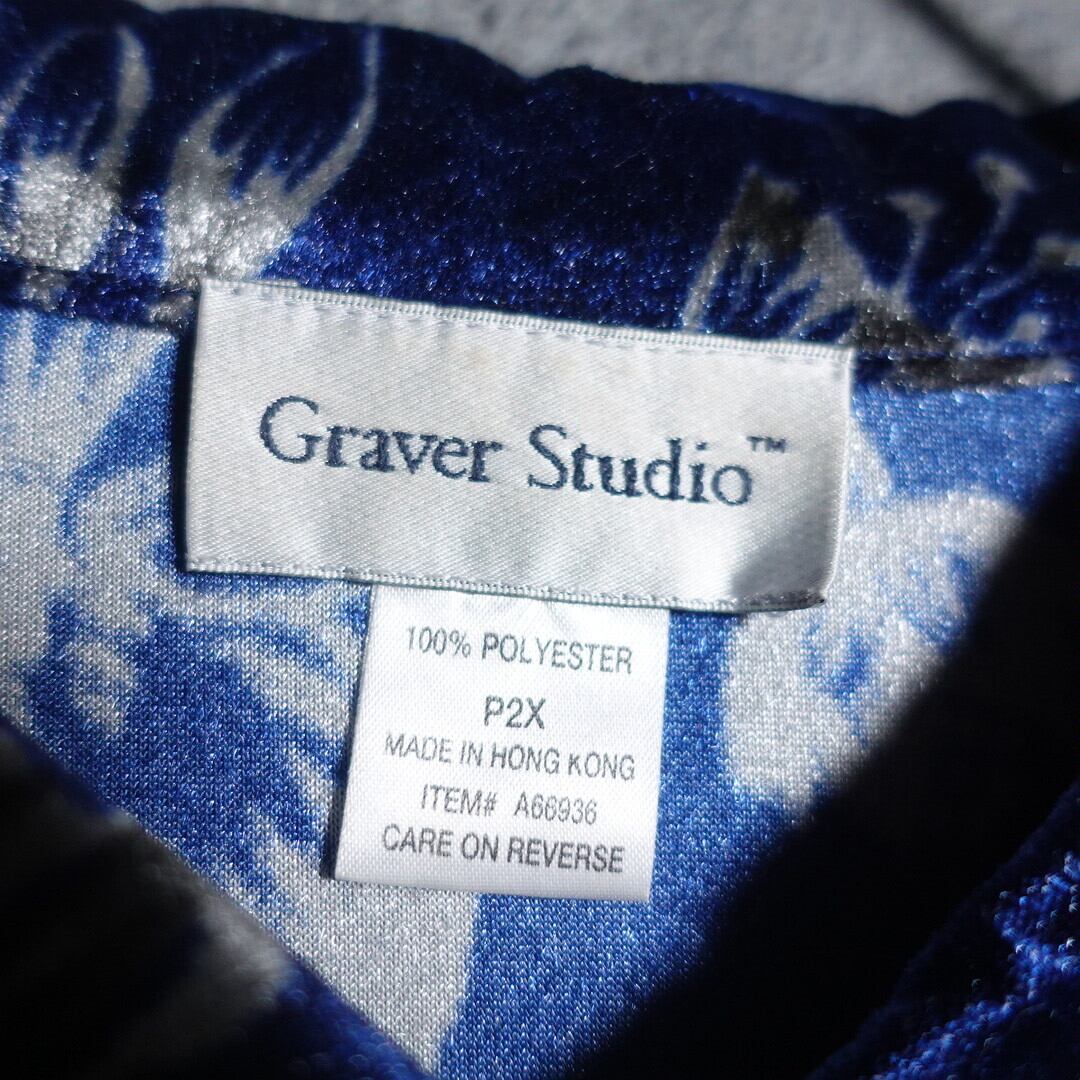 Graver Studio™
100% POLYESTER
P2X
MADE IN HONG KONG
ITEM# A66936
CARE ON REVERSE